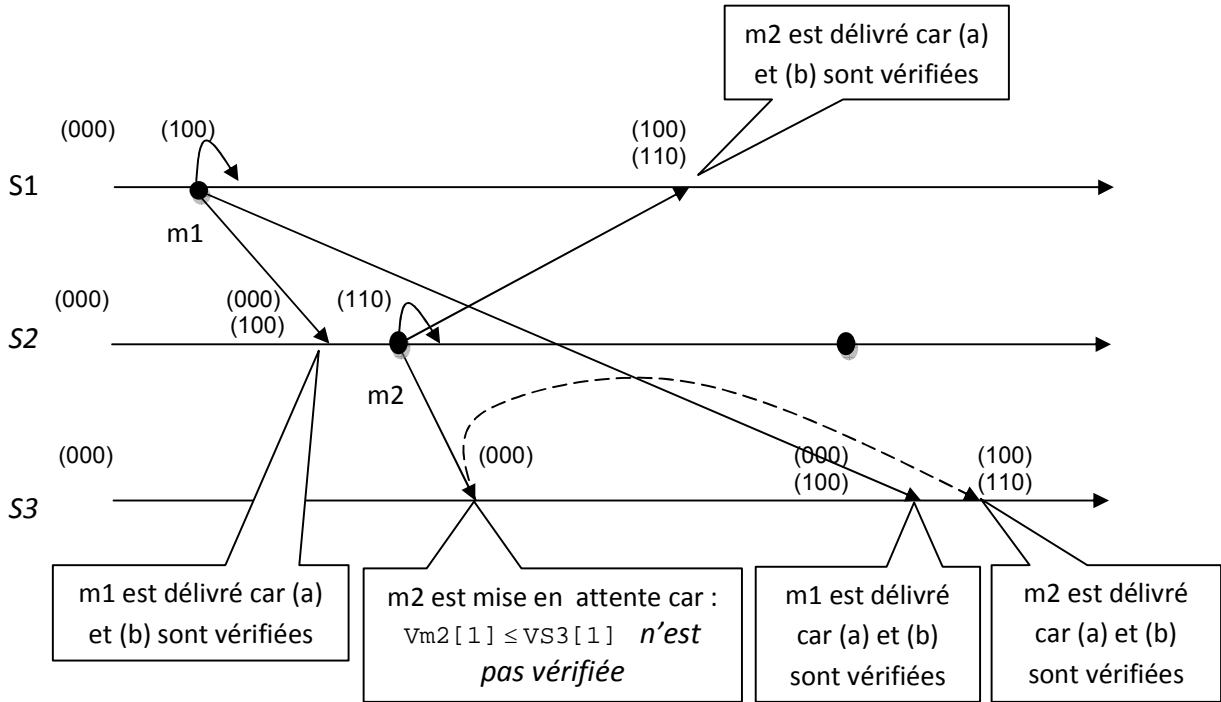 m2 est délivré car (a)
et (b) sont vérifiées
(000)
(100)
(100)
(110)
S1
m1
(000)
(000)
(100)
(110)
S2
m2
(000)
(000)
(000)
(100)
(100)
(110)
S3
m1 est délivré car (a)
et (b) sont vérifiées
m2 est mise en attente car :
Vm2[1] ≤ VS3[1] n’est
pas vérifiée
m1 est délivré
car (a) et (b)
sont vérifiées
m2 est délivré
car (a) et (b)
sont vérifiées